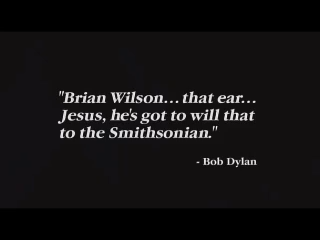 "Brian Wilson...that ear...
Jesus, he's got to will that
to the Smithsonian."
- Bob Dylan